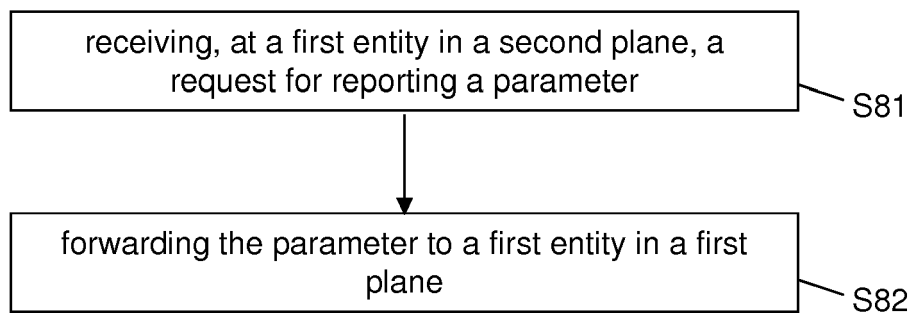 receiving, at a first entity in a second plane, a
request for reporting a parameter
S81
forwarding the parameter to a first entity in a first
plane
S82